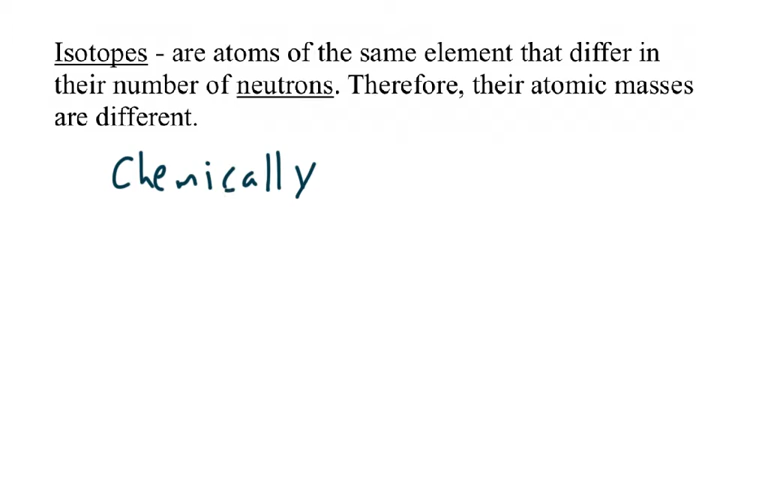 Isotopes - are atoms of the same element that differ in
their number of neutrons. Therefore, their atomic masses
are different.
Chemically